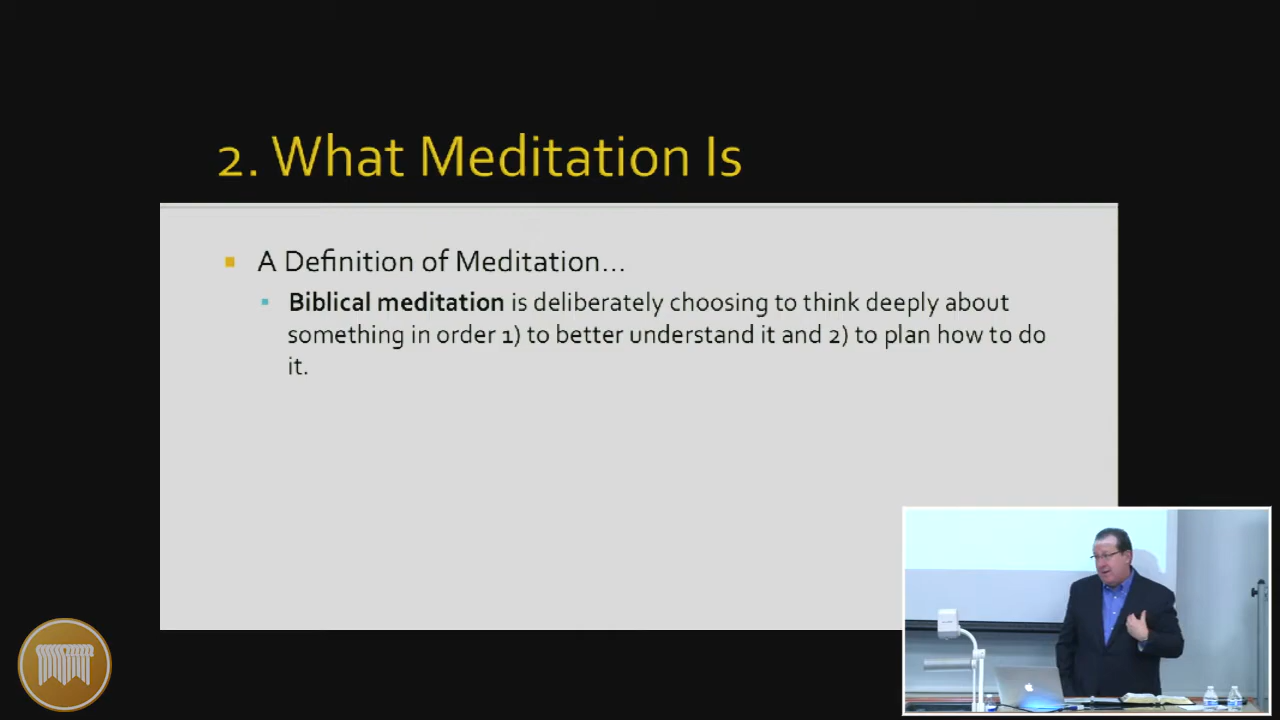 2. What Meditation Is
A Definition of Meditation...
Biblical meditation is deliberately choosing to think deeply about
something in order 1) to better understand it and 2) to plan how to do
it.